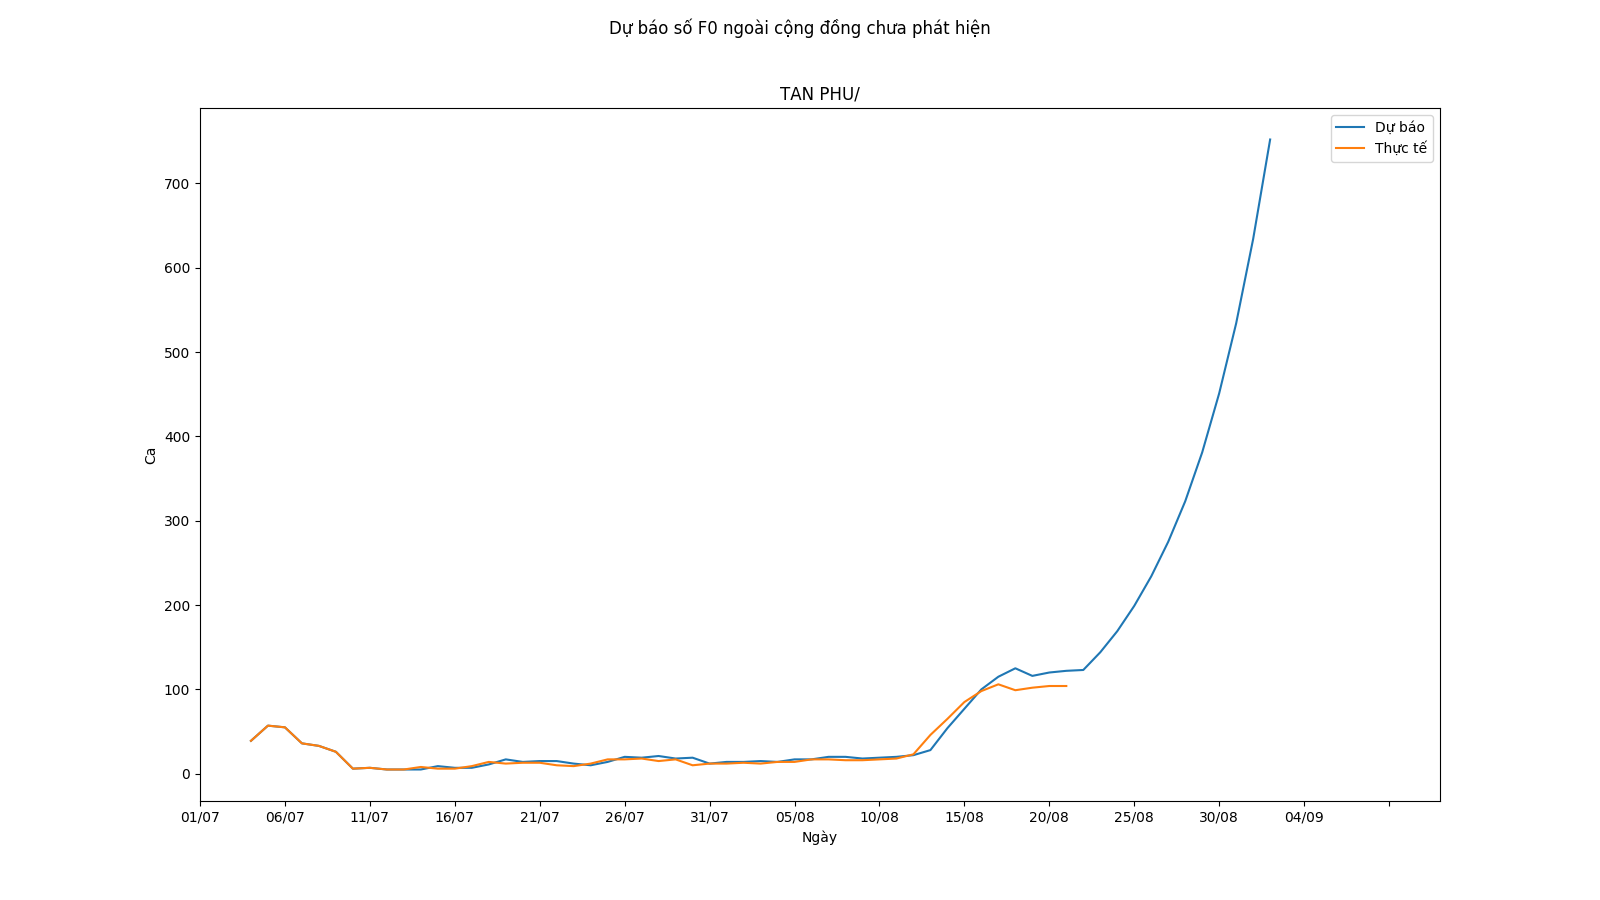 Dự báo số F0 ngoài cộng đồng chưa phát hiện
TAN PHU/
Dự báo
Thực tế
700
600
500
400
300
200
100
0
Ca
01/07 06/07 11/07 16/07 21/07 26/07 31/07 05/08 10/08 15/08 20/08 25/08 30/08 04/09
Ngày